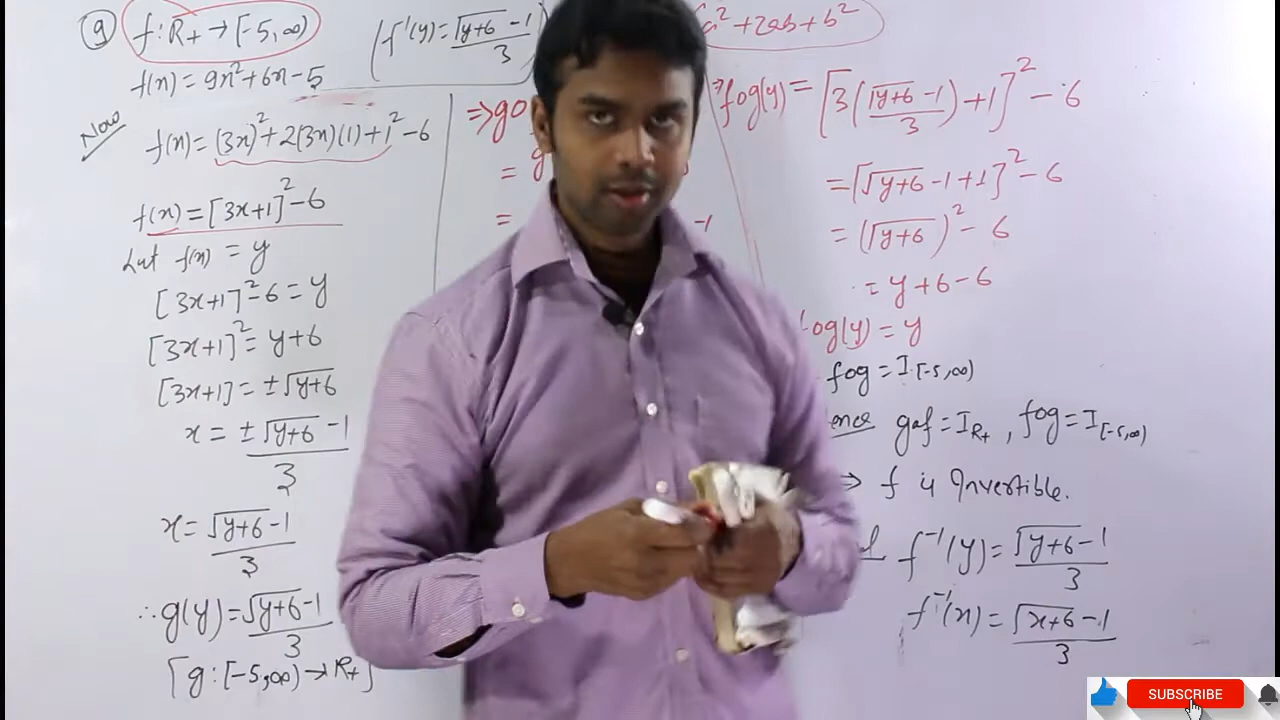 9 f:R₊→[-5,∞)
f(x)=9x²+6x-5
Now f(x)=(3x)²+2(3x)(1)+1²-6
f(x)=[3x+1]²-6
Let f(x)=y
[3x+1]²-6=y
[3x+1]²=y+6
[3x+1]=±√y+6
x=±√y+6-1/3
x=√y+6-1/3
∴g(y)=√y+6-1/3
[g:[-5,∞)→R₊]
f⁻¹(y)=√y+6-1/3
⇒go
=
=
-1
a²+2ab+b²
⇒fog(y)=[3(√y+6-1/3)+1]²-6
=[√y+6-1+1]²-6
=(√y+6)²-6
=y+6-6
fog(y)=y
fog=I[-5,∞)
gof=I R₊, fog=I[-5,∞)
⇒ f is Invertible.
f⁻¹(y)=√y+6-1/3
f⁻¹(x)=√x+6-1/3
SUBSCRIBE